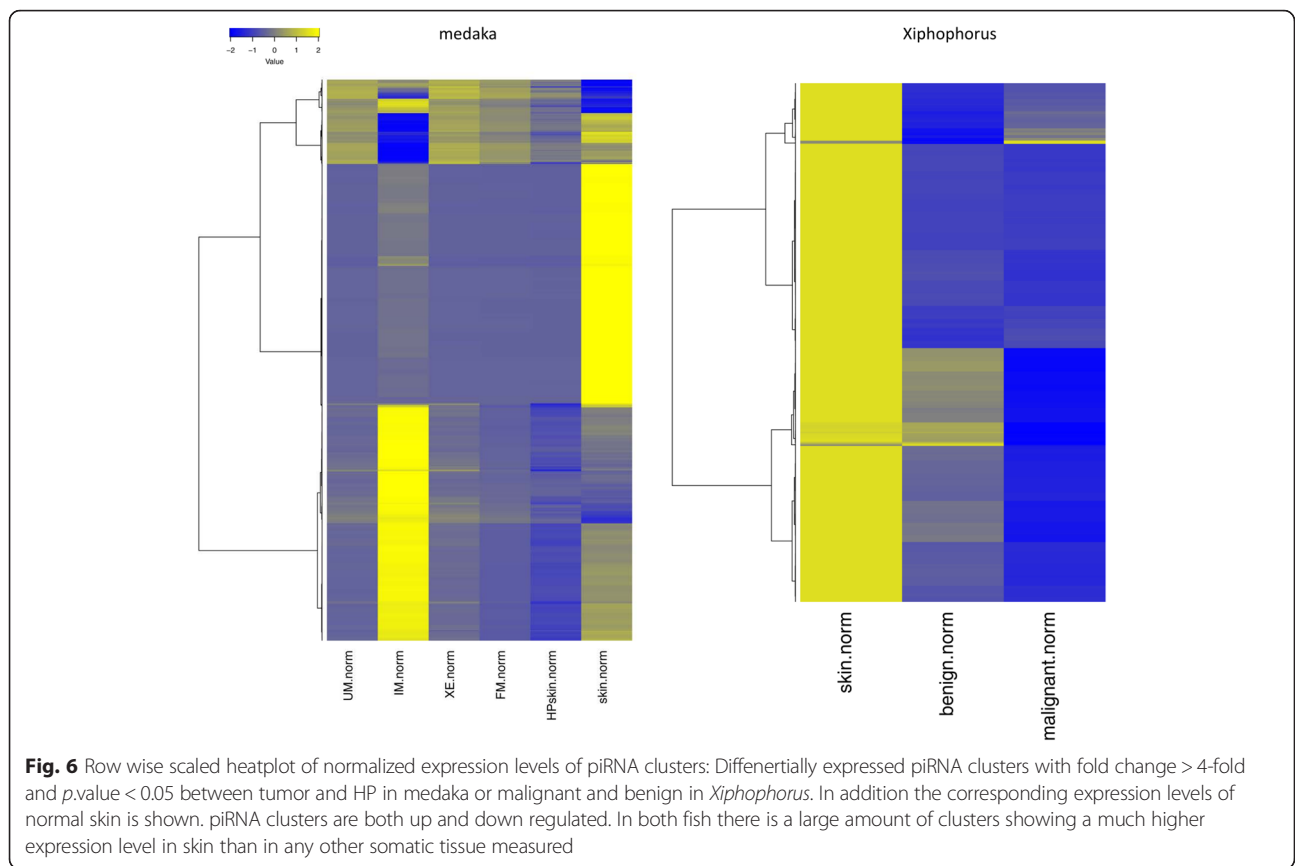 medaka
Xiphophorus
−2 −1 0 1 2
Value
UM.norm
IM.norm
XE.norm
FM.norm
HPskin.norm
skin.norm
skin.norm
benign.norm
malignant.norm
Fig. 6 Row wise scaled heatplot of normalized expression levels of piRNA clusters: Diffenertially expressed piRNA clusters with fold change > 4-fold
and p.value < 0.05 between tumor and HP in medaka or malignant and benign in Xiphophorus. In addition the corresponding expression levels of
normal skin is shown. piRNA clusters are both up and down regulated. In both fish there is a large amount of clusters showing a much higher
expression level in skin than in any other somatic tissue measured